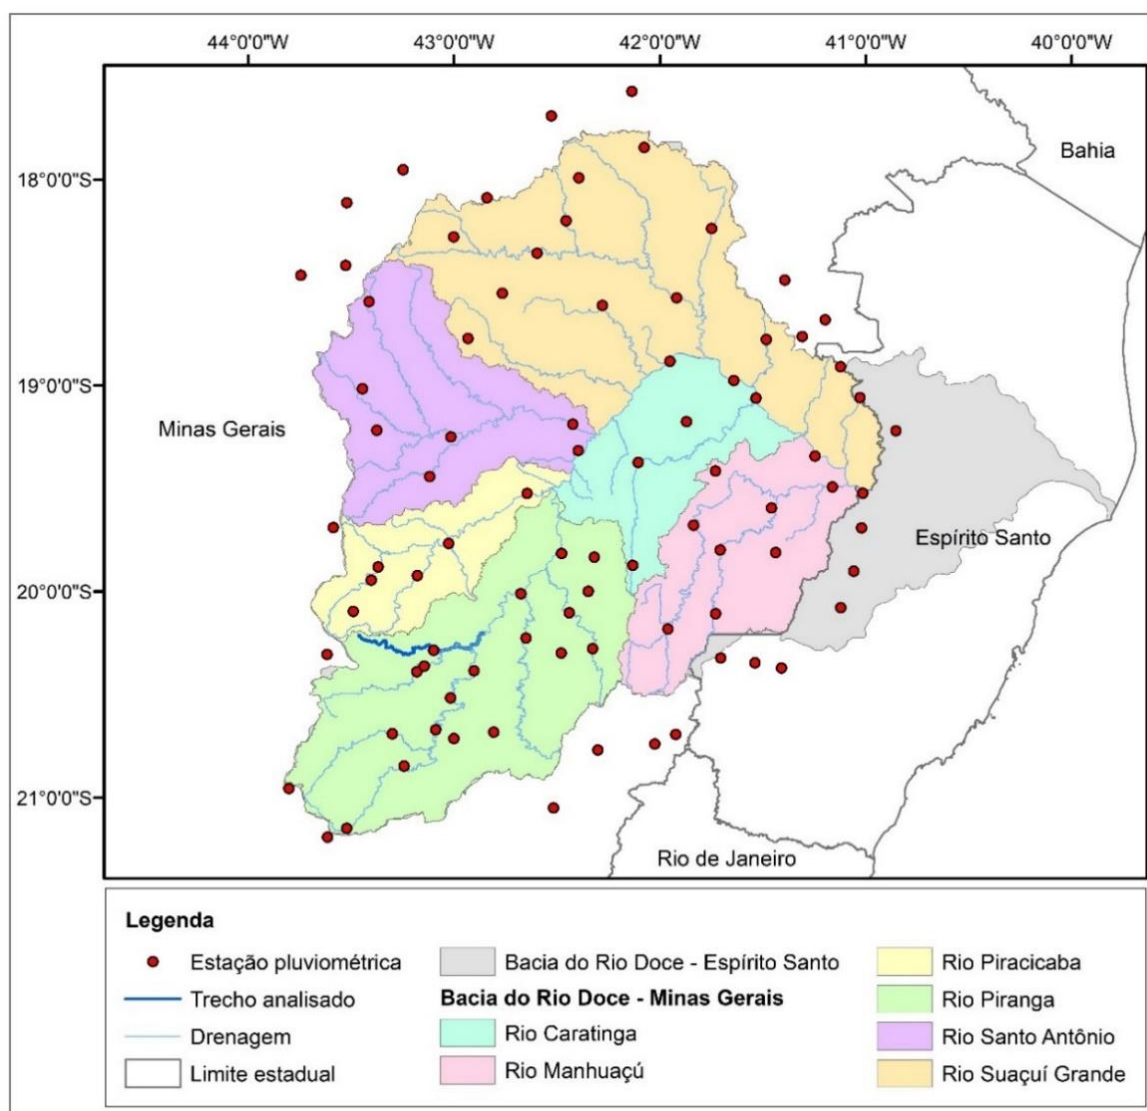 44°0'0"W 43°0'0"W 42°0'0"W 41°0'0"W 40°0'0"W
Bahia
18°0'0"S
19°0'0"S
Minas Gerais
Espírito Santo
20°0'0"S
21°0'0"S
Rio de Janeiro
Legenda
Estação pluviométrica
Trecho analisado
Drenagem
Limite estadual
Bacia do Rio Doce - Espírito Santo
Bacia do Rio Doce - Minas Gerais
Rio Caratinga
Rio Manhuaçú
Rio Piracicaba
Rio Piranga
Rio Santo Antônio
Rio Suaçuí Grande